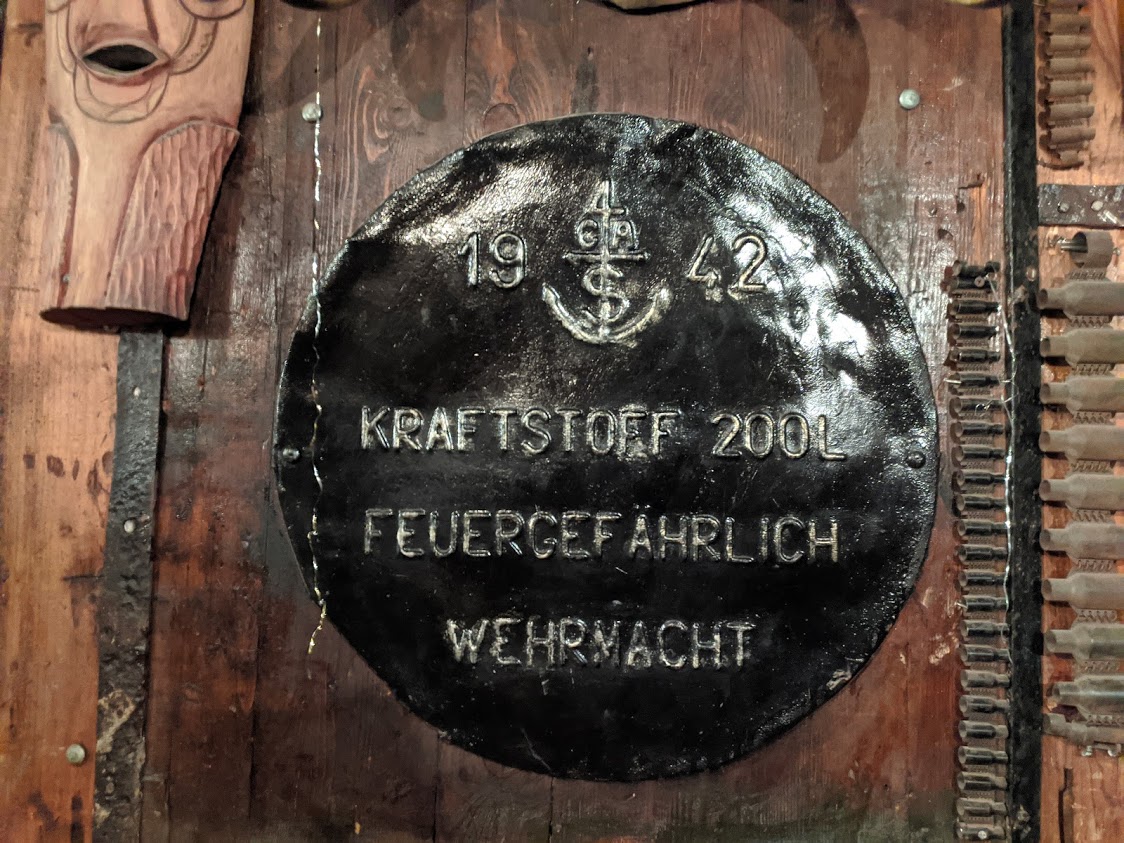 19 42
KRAFTSTOFF 200L
FEUERGEFÄHRLICH
WEHRMACHT